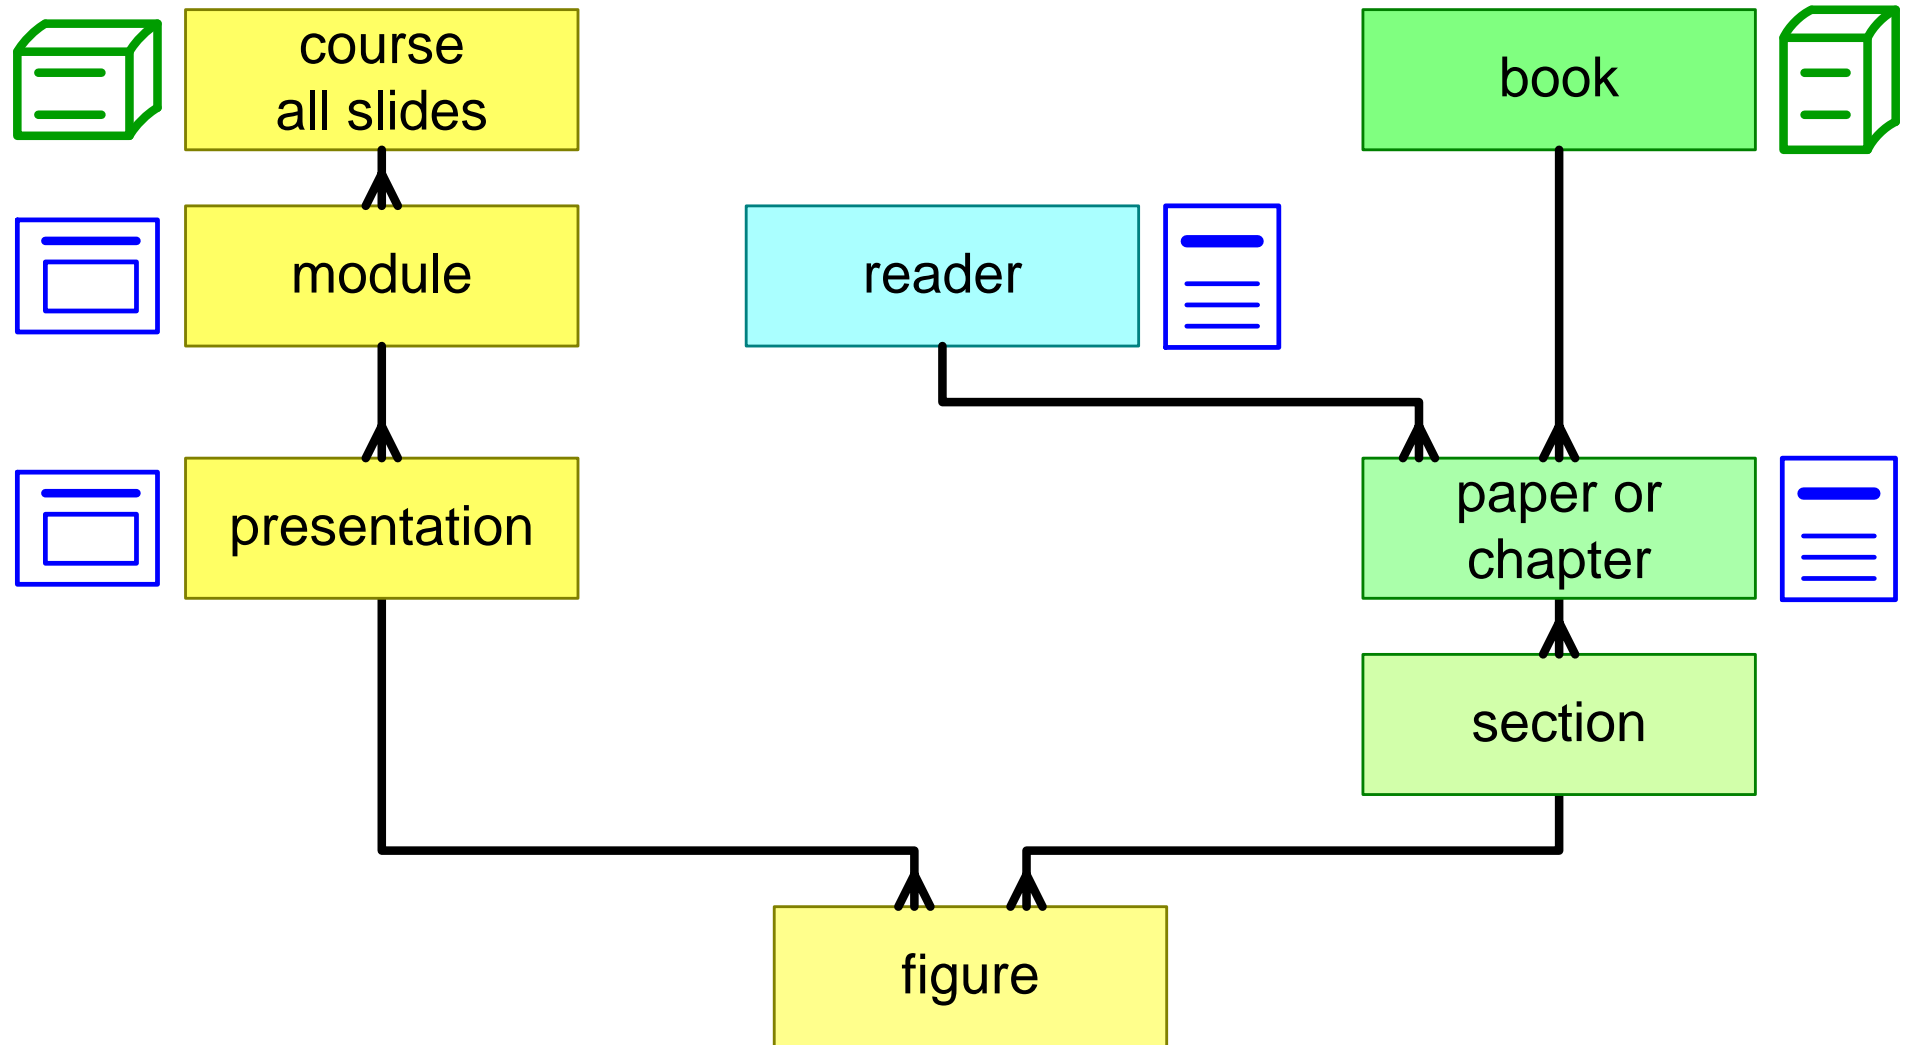 course
all slides
book
module
reader
presentation
paper or
chapter
section
figure